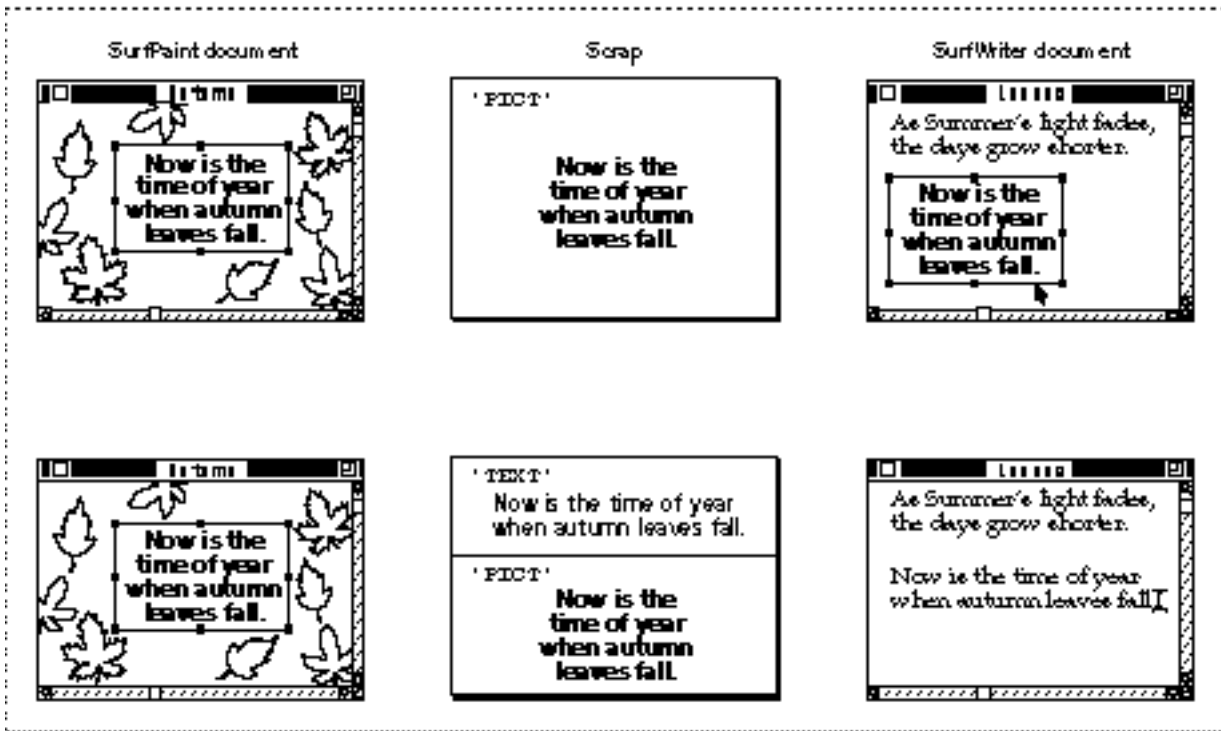 SurfPaint document
Scrap
SurfWriter document
Now is the
time of year
when autumn
leaves fall.
'PICT'
Now is the
time of year
when autumn
leaves fall.
As Summer's light fades,
the days grow shorter.
Now is the
time of year
when autumn
leaves fall.
Now is the
time of year
when autumn
leaves fall.
'TEXT'
Now is the time of year
when autumn leaves fall.
'PICT'
Now is the
time of year
when autumn
leaves fall.
As Summer's light fades,
the days grow shorter.
Now is the time of year
when autumn leaves fall